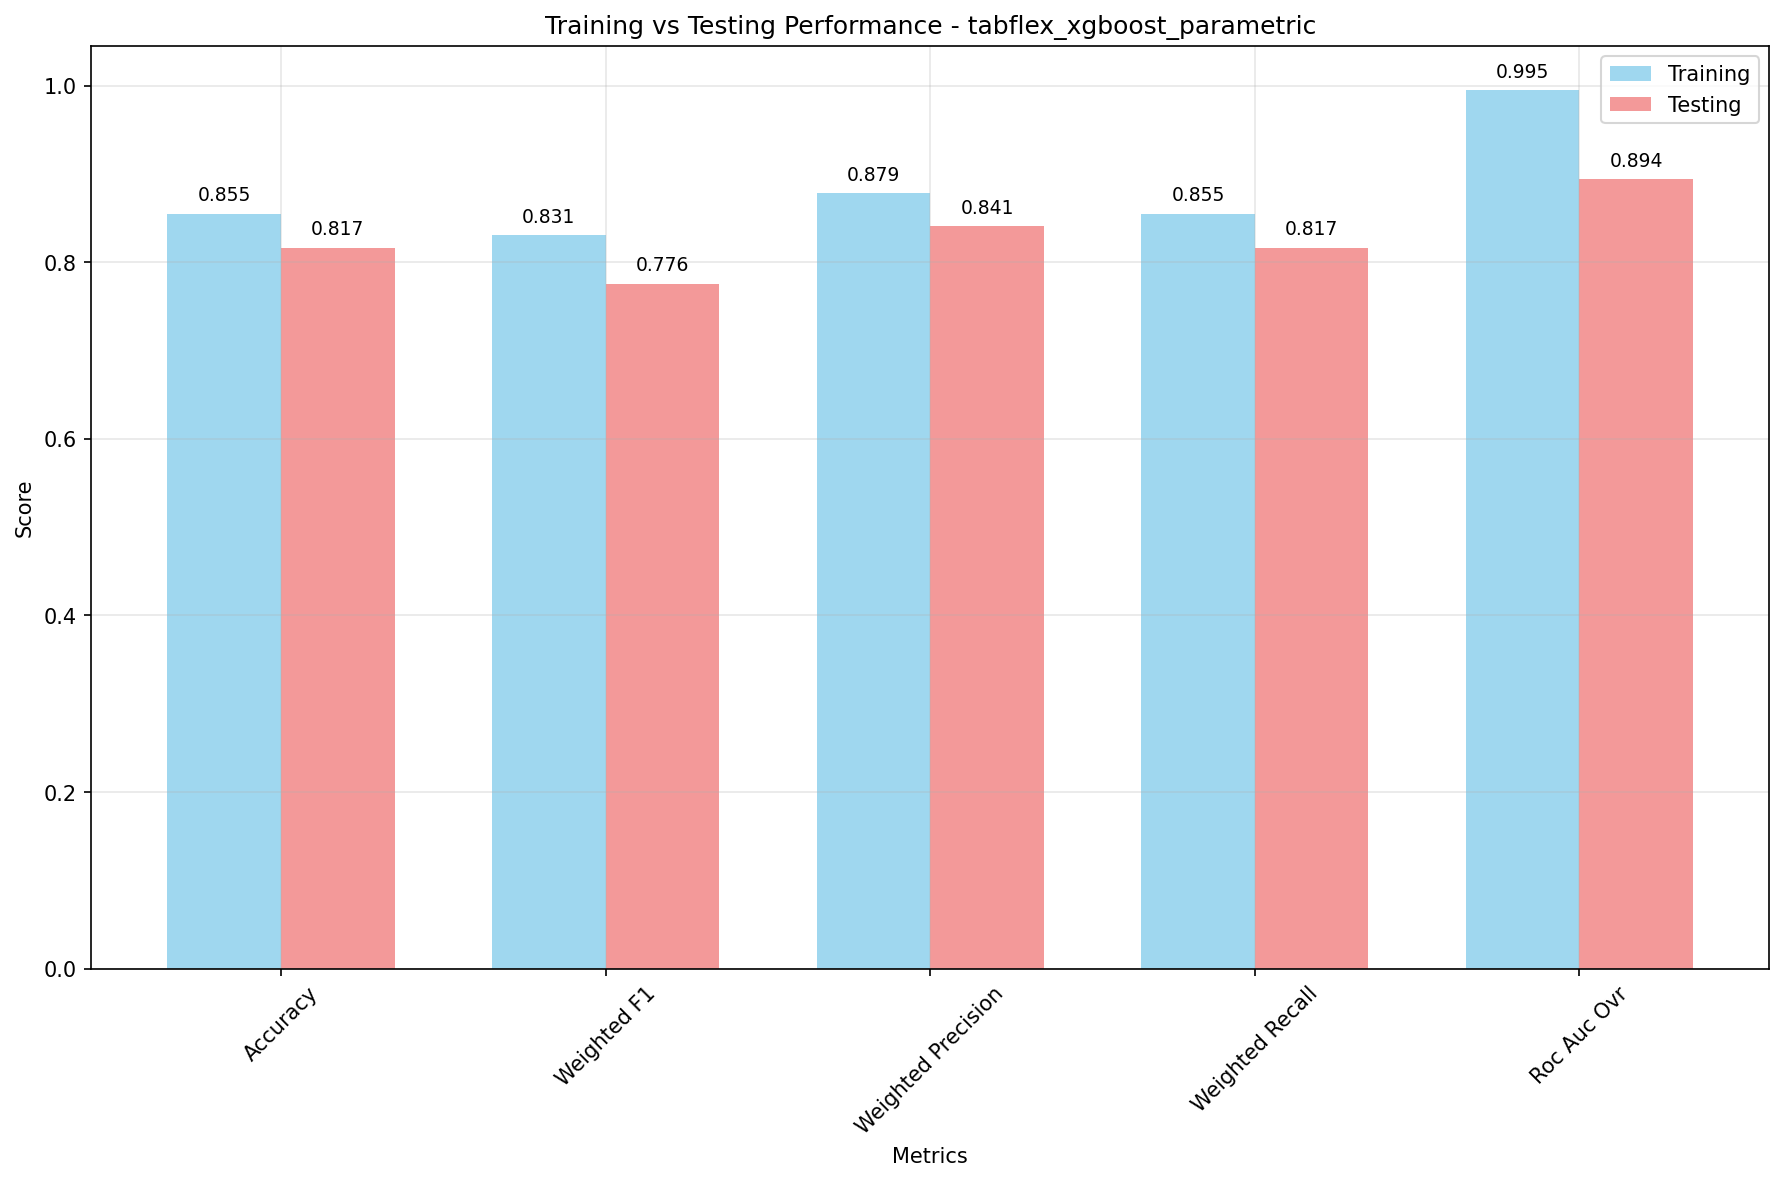 Training vs Testing Performance - tabflex_xgboost_parametric
Training
Testing
Score
1.0
0.8
0.6
0.4
0.2
0.0
0.855
0.817
0.831
0.776
0.879
0.841
0.855
0.817
0.995
0.894
Accuracy
Weighted F1
Weighted Precision
Weighted Recall
Roc Auc Ovr
Metrics